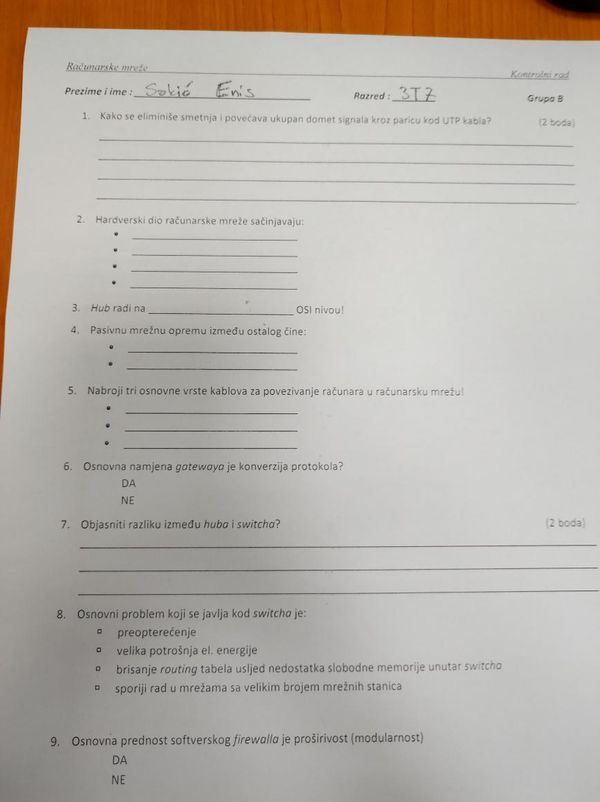 Računarske mreže
Kontrolni rad
Prezime i ime : Sokić Enis Razred : 3T7 Grupa B
1. Kako se eliminiše smetnja i povećava ukupan domet signala kroz paricu kod UTP kabla? (2 boda)
2. Hardverski dio računarske mreže sačinjavaju:
3. Hub radi na ____ OSI nivou!
4. Pasivnu mrežnu opremu između ostalog čine:
5. Nabroji tri osnovne vrste kablova za povezivanje računara u računarsku mrežu!
6. Osnovna namjena gatewaya je konverzija protokola?
DA
NE
7. Objasniti razliku između huba i switcha? (2 boda)
8. Osnovni problem koji se javlja kod switcha je:
preopterećenje
velika potrošnja el. energije
brisanje routing tabela usljed nedostatka slobodne memorije unutar switcha
sporiji rad u mrežama sa velikim brojem mrežnih stanica
9. Osnovna prednost softverskog firewalla je proširivost (modularnost)
DA
NE